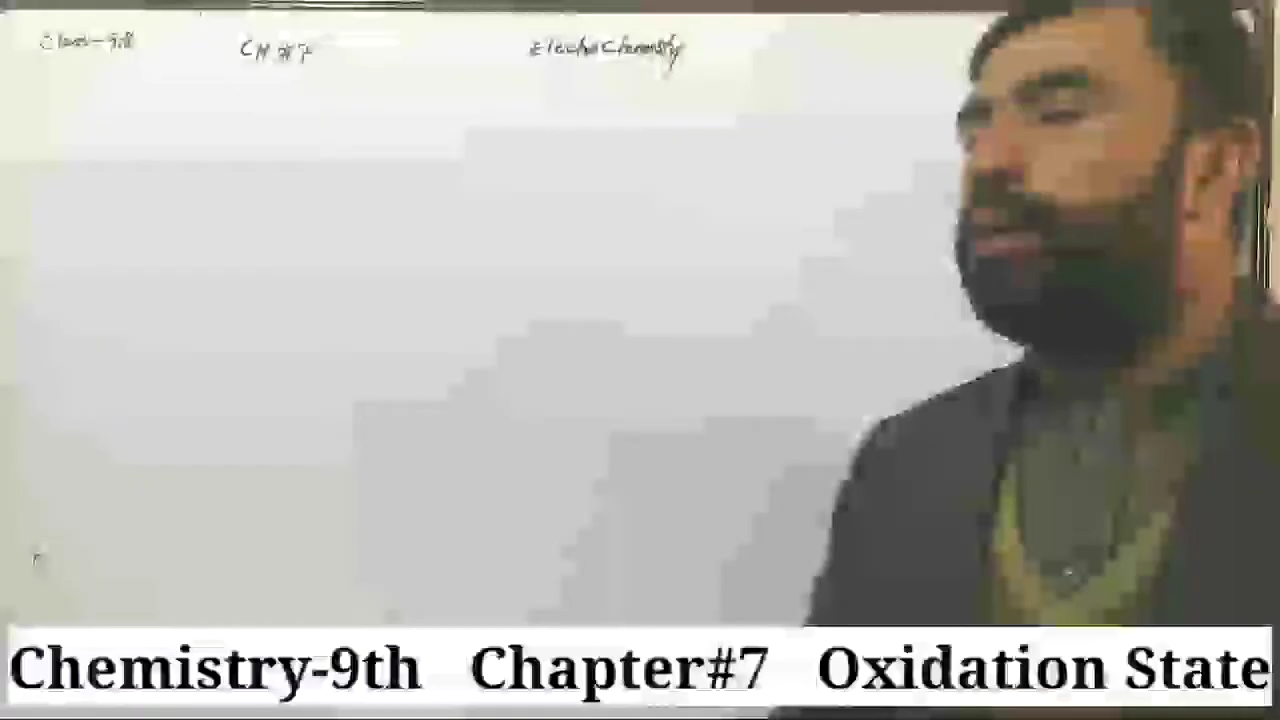 Class-9th CH #7 ElectroChemistry
Chemistry-9th Chapter#7 Oxidation State